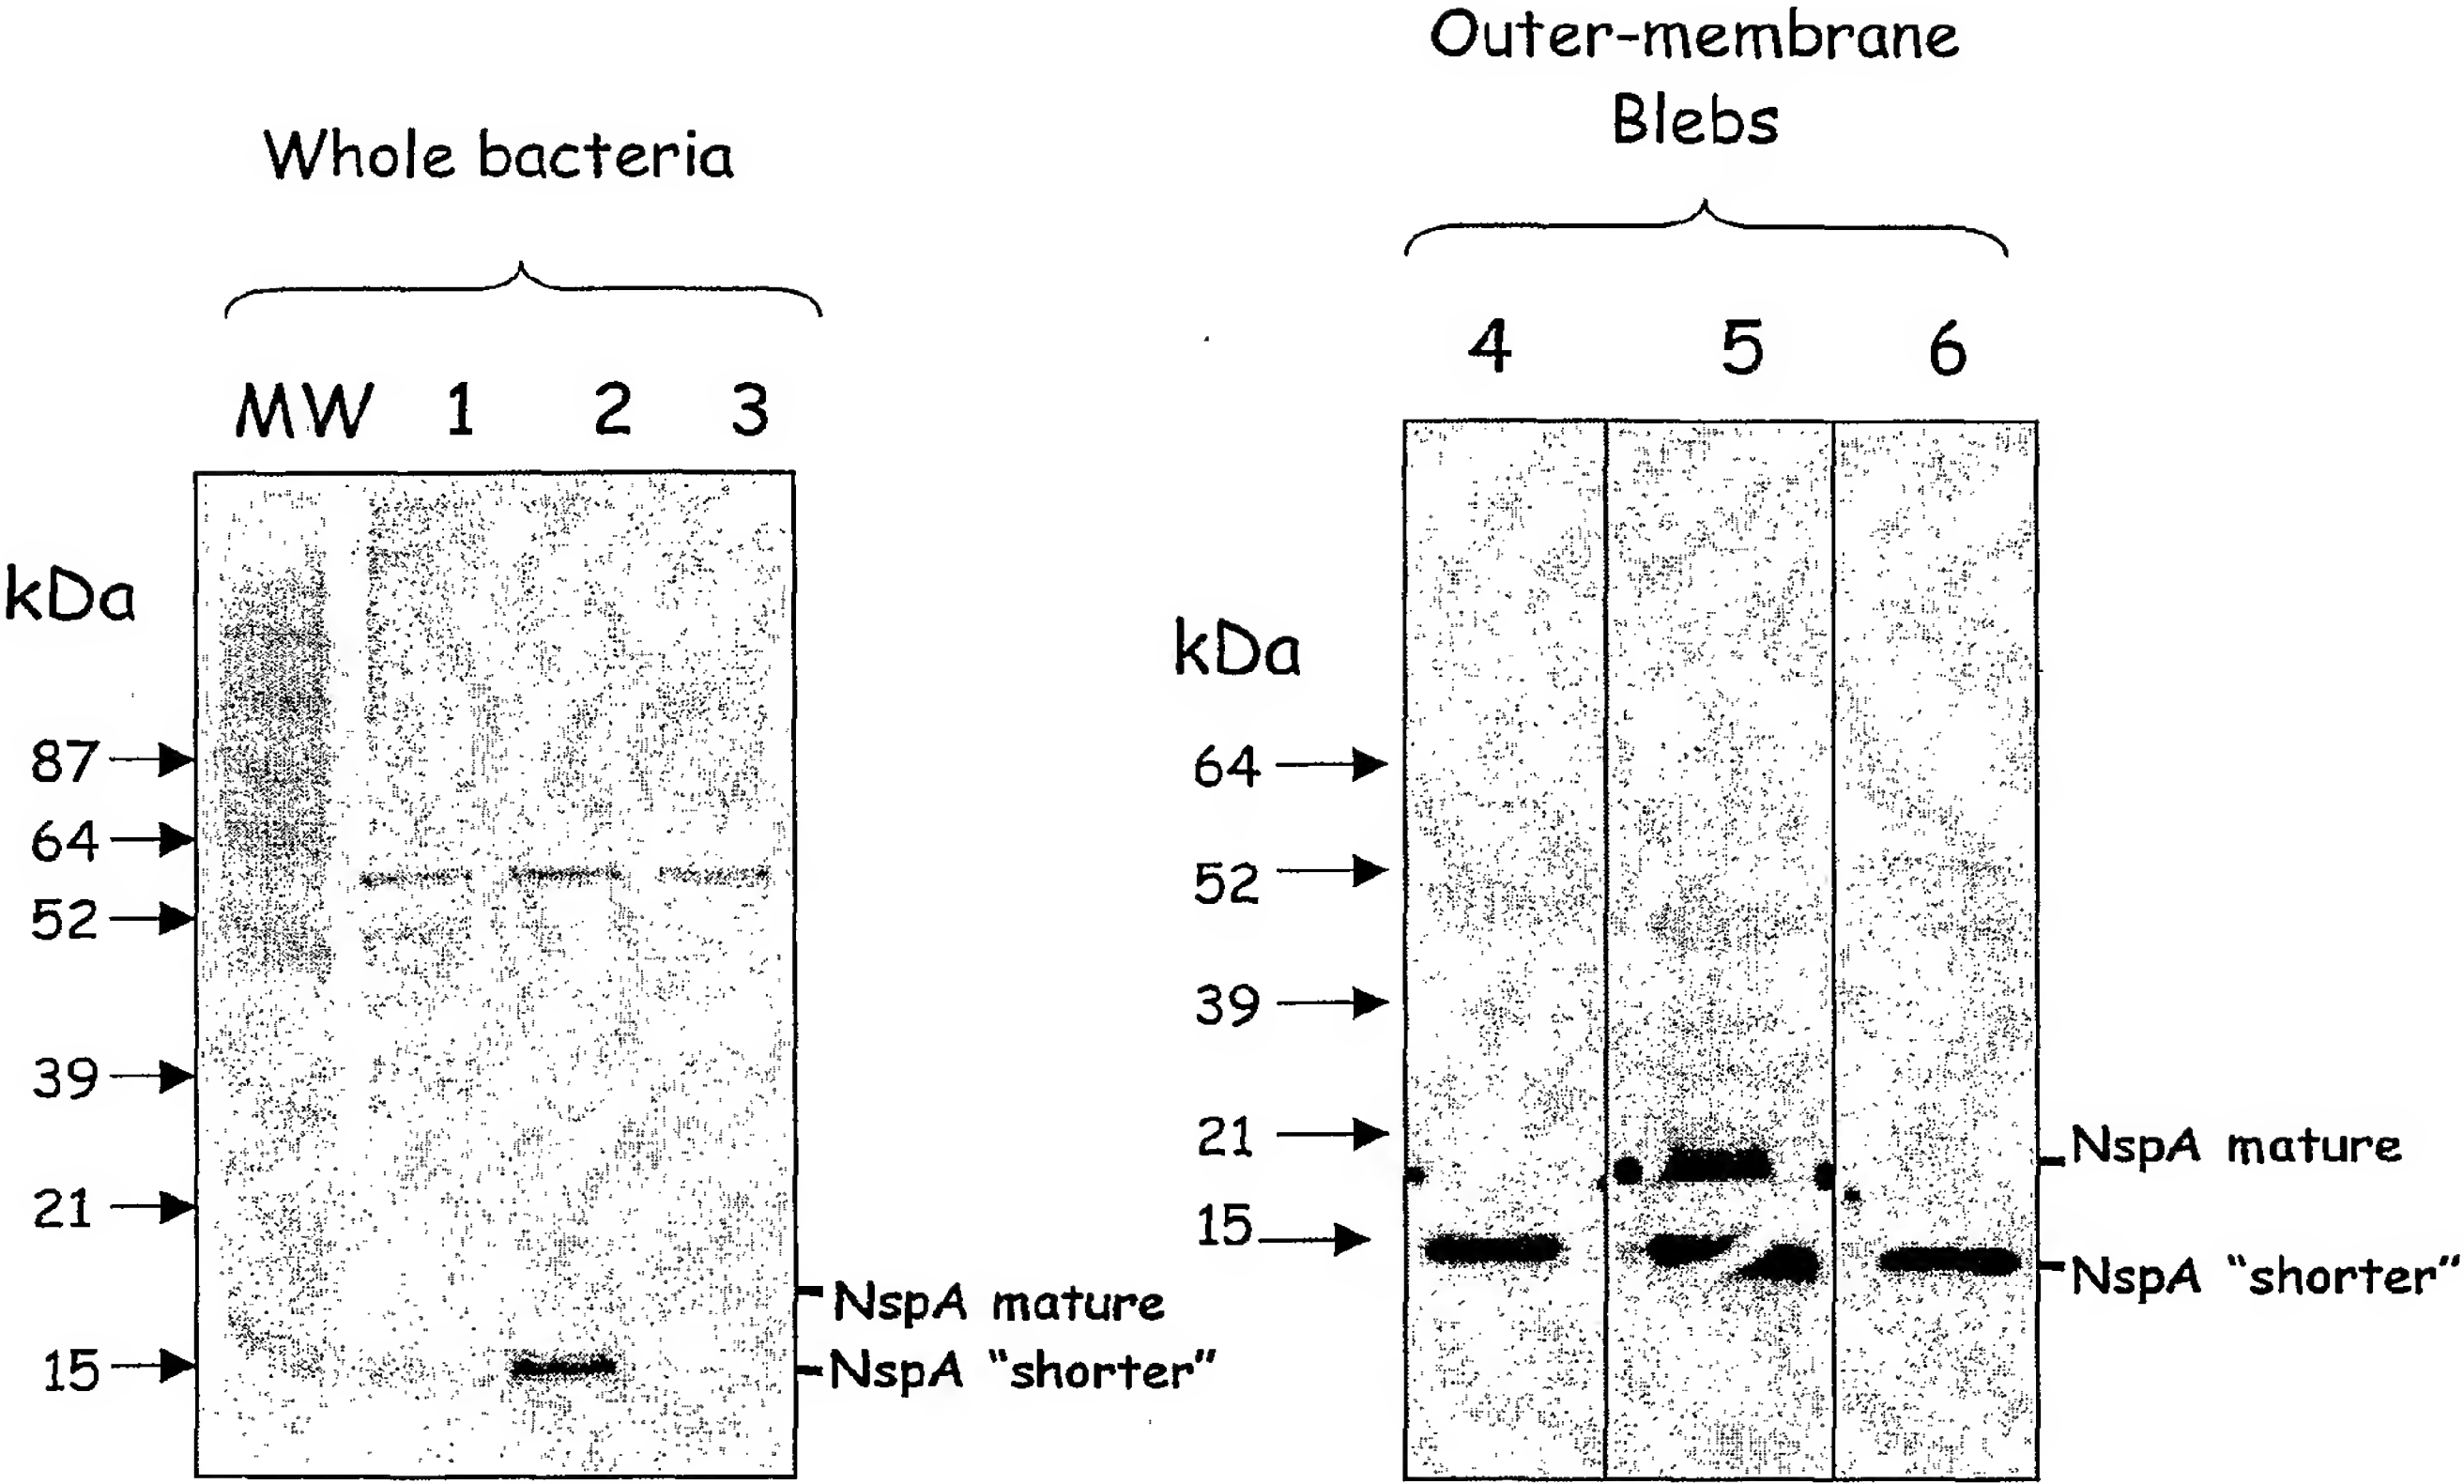 Whole bacteria
MW 1 2 3
kDa
87
64
52
39
21
15
NspA mature
NspA “shorter”
Outer-membrane
Blebs
4 5 6
kDa
64
52
39
21
15
NspA mature
NspA “shorter”